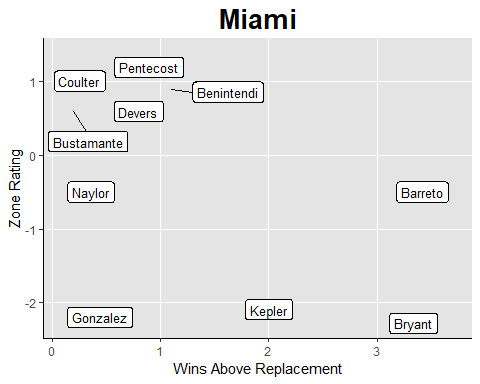 Miami
Zone Rating
1
0
-1
-2
Pentecost
Coulter
Benintendi
Devers
Bustamante
Naylor
Barreto
Gonzalez
Kepler
Bryant
0
1
2
3
Wins Above Replacement